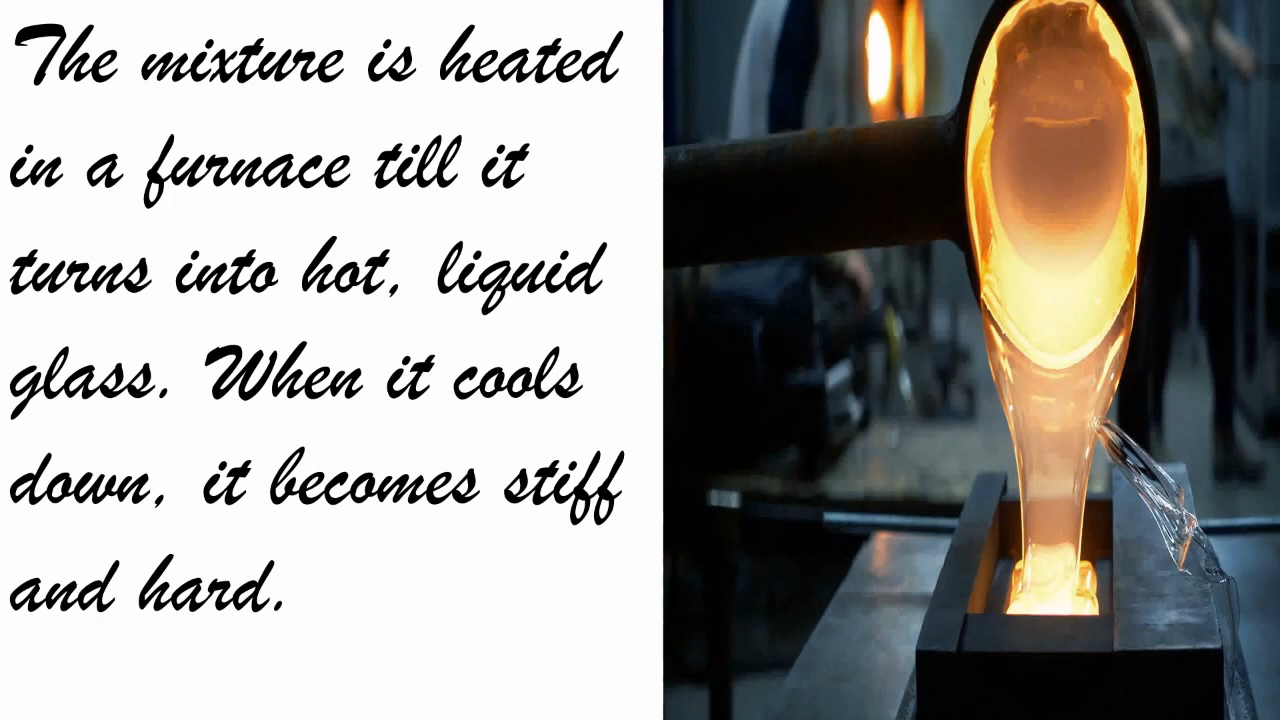 The mixture is heated
in a furnace till it
turns into hot, liquid
glass. When it cools
down, it becomes stiff
and hard.